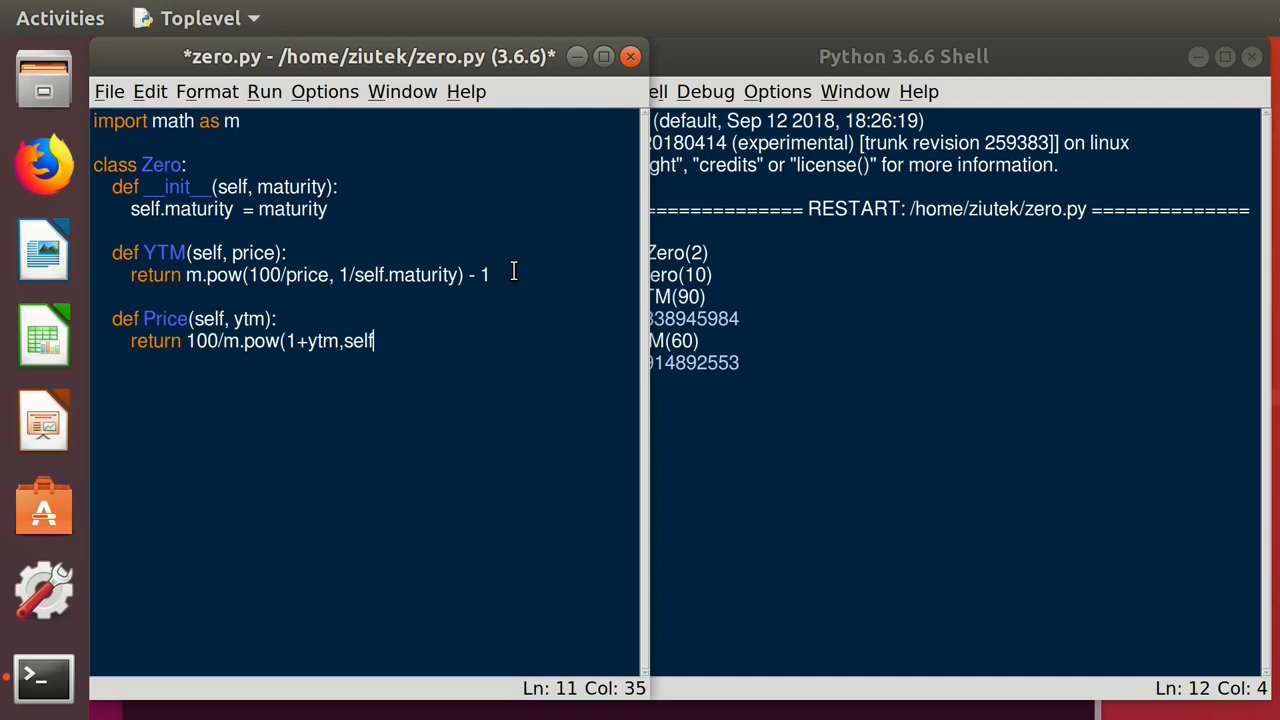 Activities
Toplevel
*zero.py - /home/ziutek/zero.py (3.6.6)*
File Edit Format Run Options Window Help
import math as m
class Zero:
def __init__(self, maturity):
self.maturity  = maturity
def YTM(self, price):
return m.pow(100/price, 1/self.maturity) - 1
def Price(self, ytm):
return 100/m.pow(1+ytm,self
Ln: 11 Col: 35
Python 3.6.6 Shell
ell Debug Options Window Help
(default, Sep 12 2018, 18:26:19)
20180414 (experimental) [trunk revision 259383]] on linux
ght", "credits" or "license()" for more information.
============= RESTART: /home/ziutek/zero.py ==============
Zero(2)
ero(10)
TM(90)
338945984
M(60)
914892553
Ln: 12 Col: 4